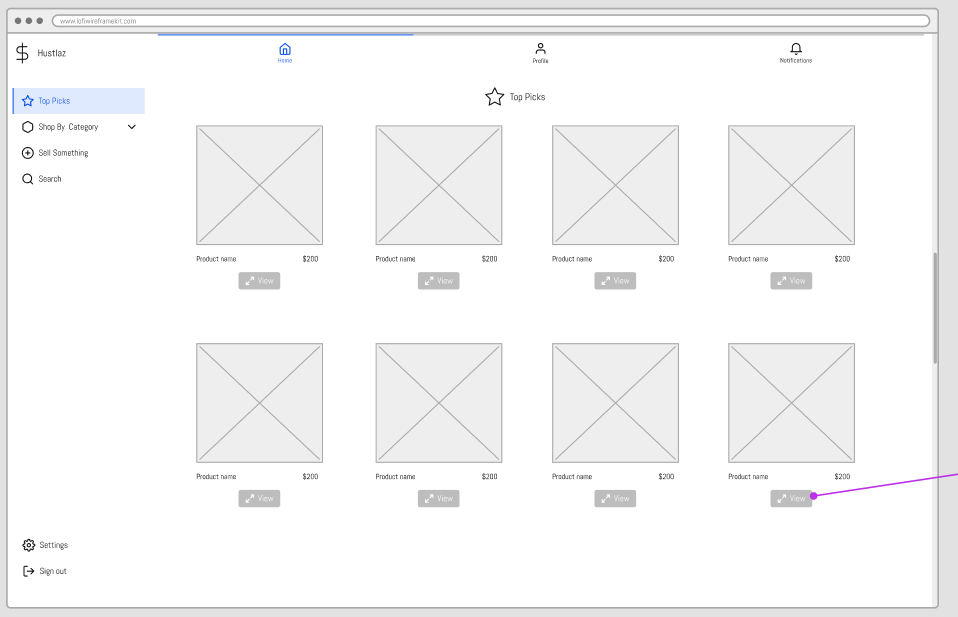 www.lofiwireframekit.com
Hustlaz
Home
Profile
Notifications
Top Picks
Shop By Category
Sell Something
Search
Settings
Sign out
Top Picks
Product name $200
Product name $200
Product name $200
Product name $200
View
View
View
View
Product name $200
Product name $200
Product name $200
Product name $200
View
View
View
View